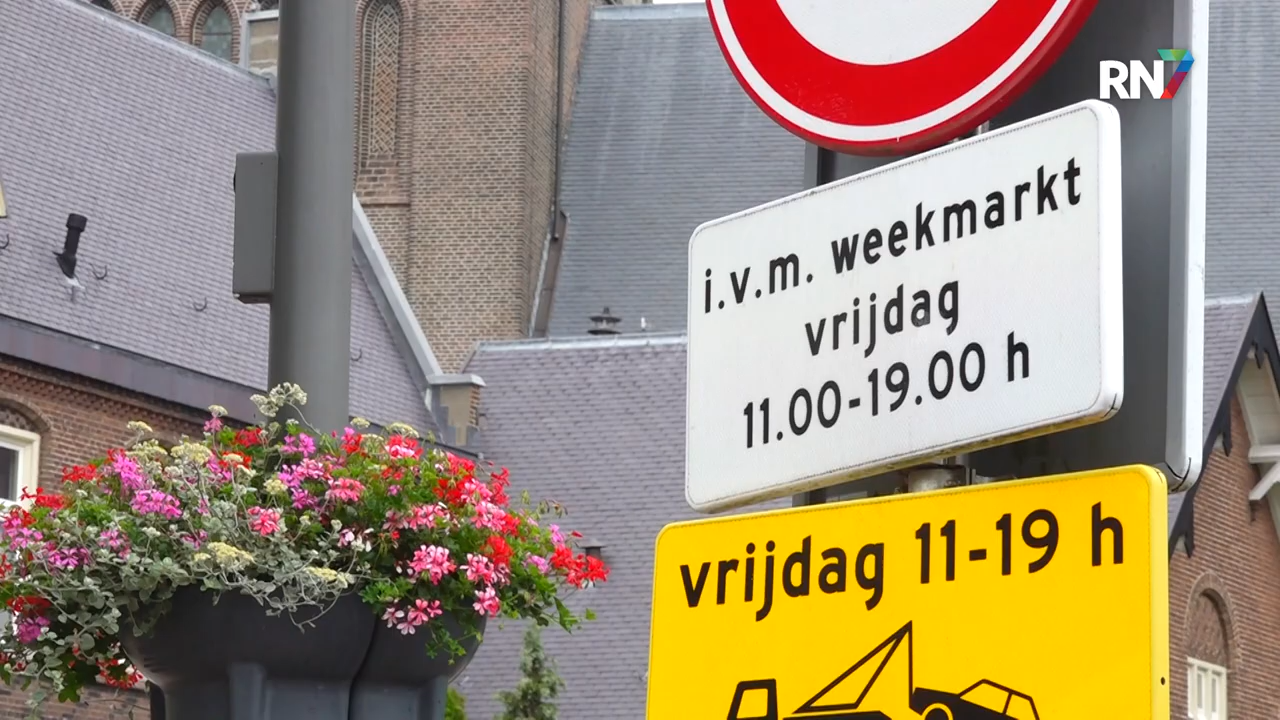 RN7
i.v.m. weekmarkt
vrijdag
11.00-19.00 h
vrijdag 11-19 h